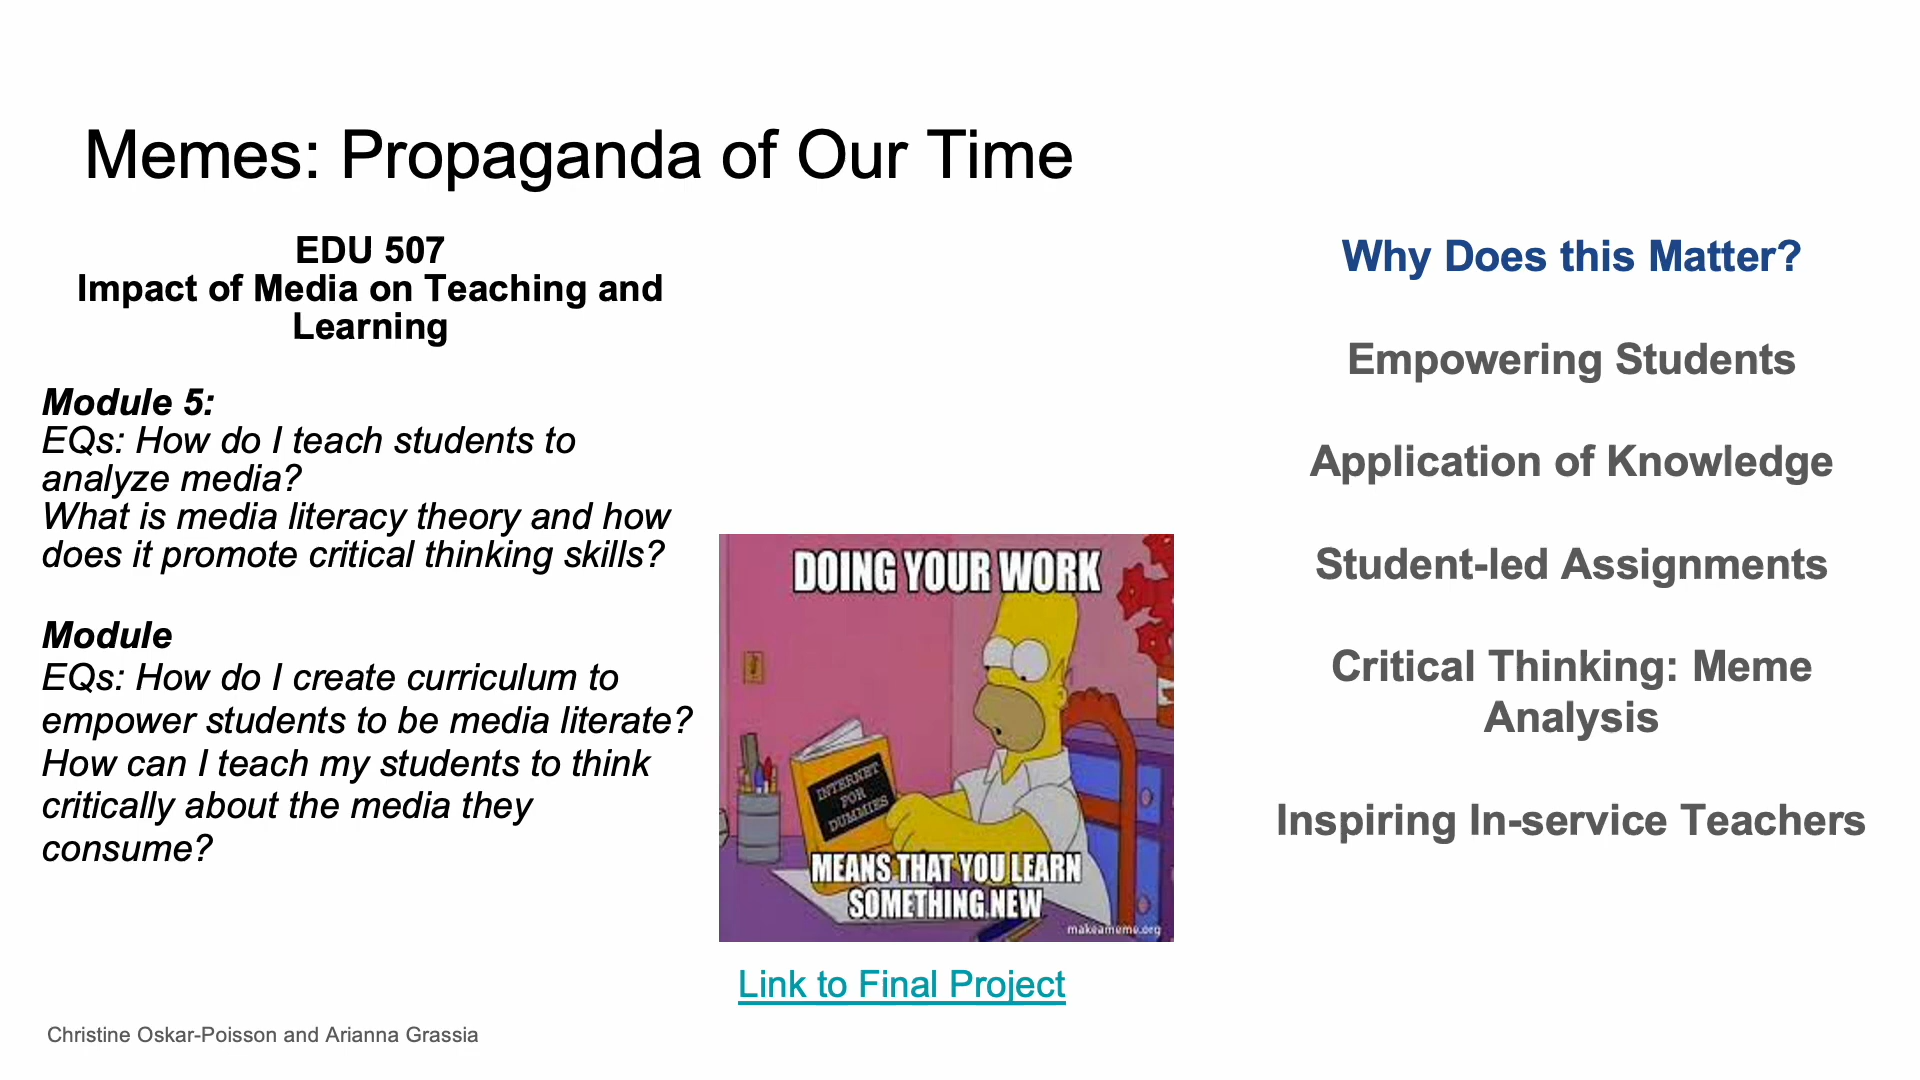 Memes: Propaganda of Our Time
EDU 507
Impact of Media on Teaching and
Learning
Module 5:
EQs: How do I teach students to
analyze media?
What is media literacy theory and how
does it promote critical thinking skills?
Module
EQs: How do I create curriculum to
empower students to be media literate?
How can I teach my students to think
critically about the media they
consume?
DOING YOUR WORK
INTERNET
FOR
DUMMIES
MEANS THAT YOU LEARN
SOMETHING NEW
makeameme.org
Link to Final Project
Why Does this Matter?
Empowering Students
Application of Knowledge
Student-led Assignments
Critical Thinking: Meme
Analysis
Inspiring In-service Teachers
Christine Oskar-Poisson and Arianna Grassia